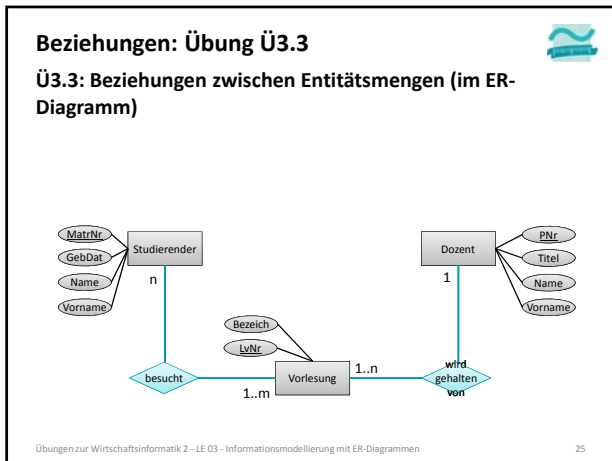 Beziehungen: Übung Ü3.3
Ü3.3: Beziehungen zwischen Entitätsmengen (im ER-
Diagramm)
MatrNr
GebDat
Name
Vorname
Studierender
n
Dozent
1
PNr
Titel
Name
Vorname
Bezeich
LvNr
besucht
1..m
Vorlesung
1..n
wird
gehalten
von
Übungen zur Wirtschaftsinformatik 2 - LE 03 - Informationsmodellierung mit ER-Diagrammen
25